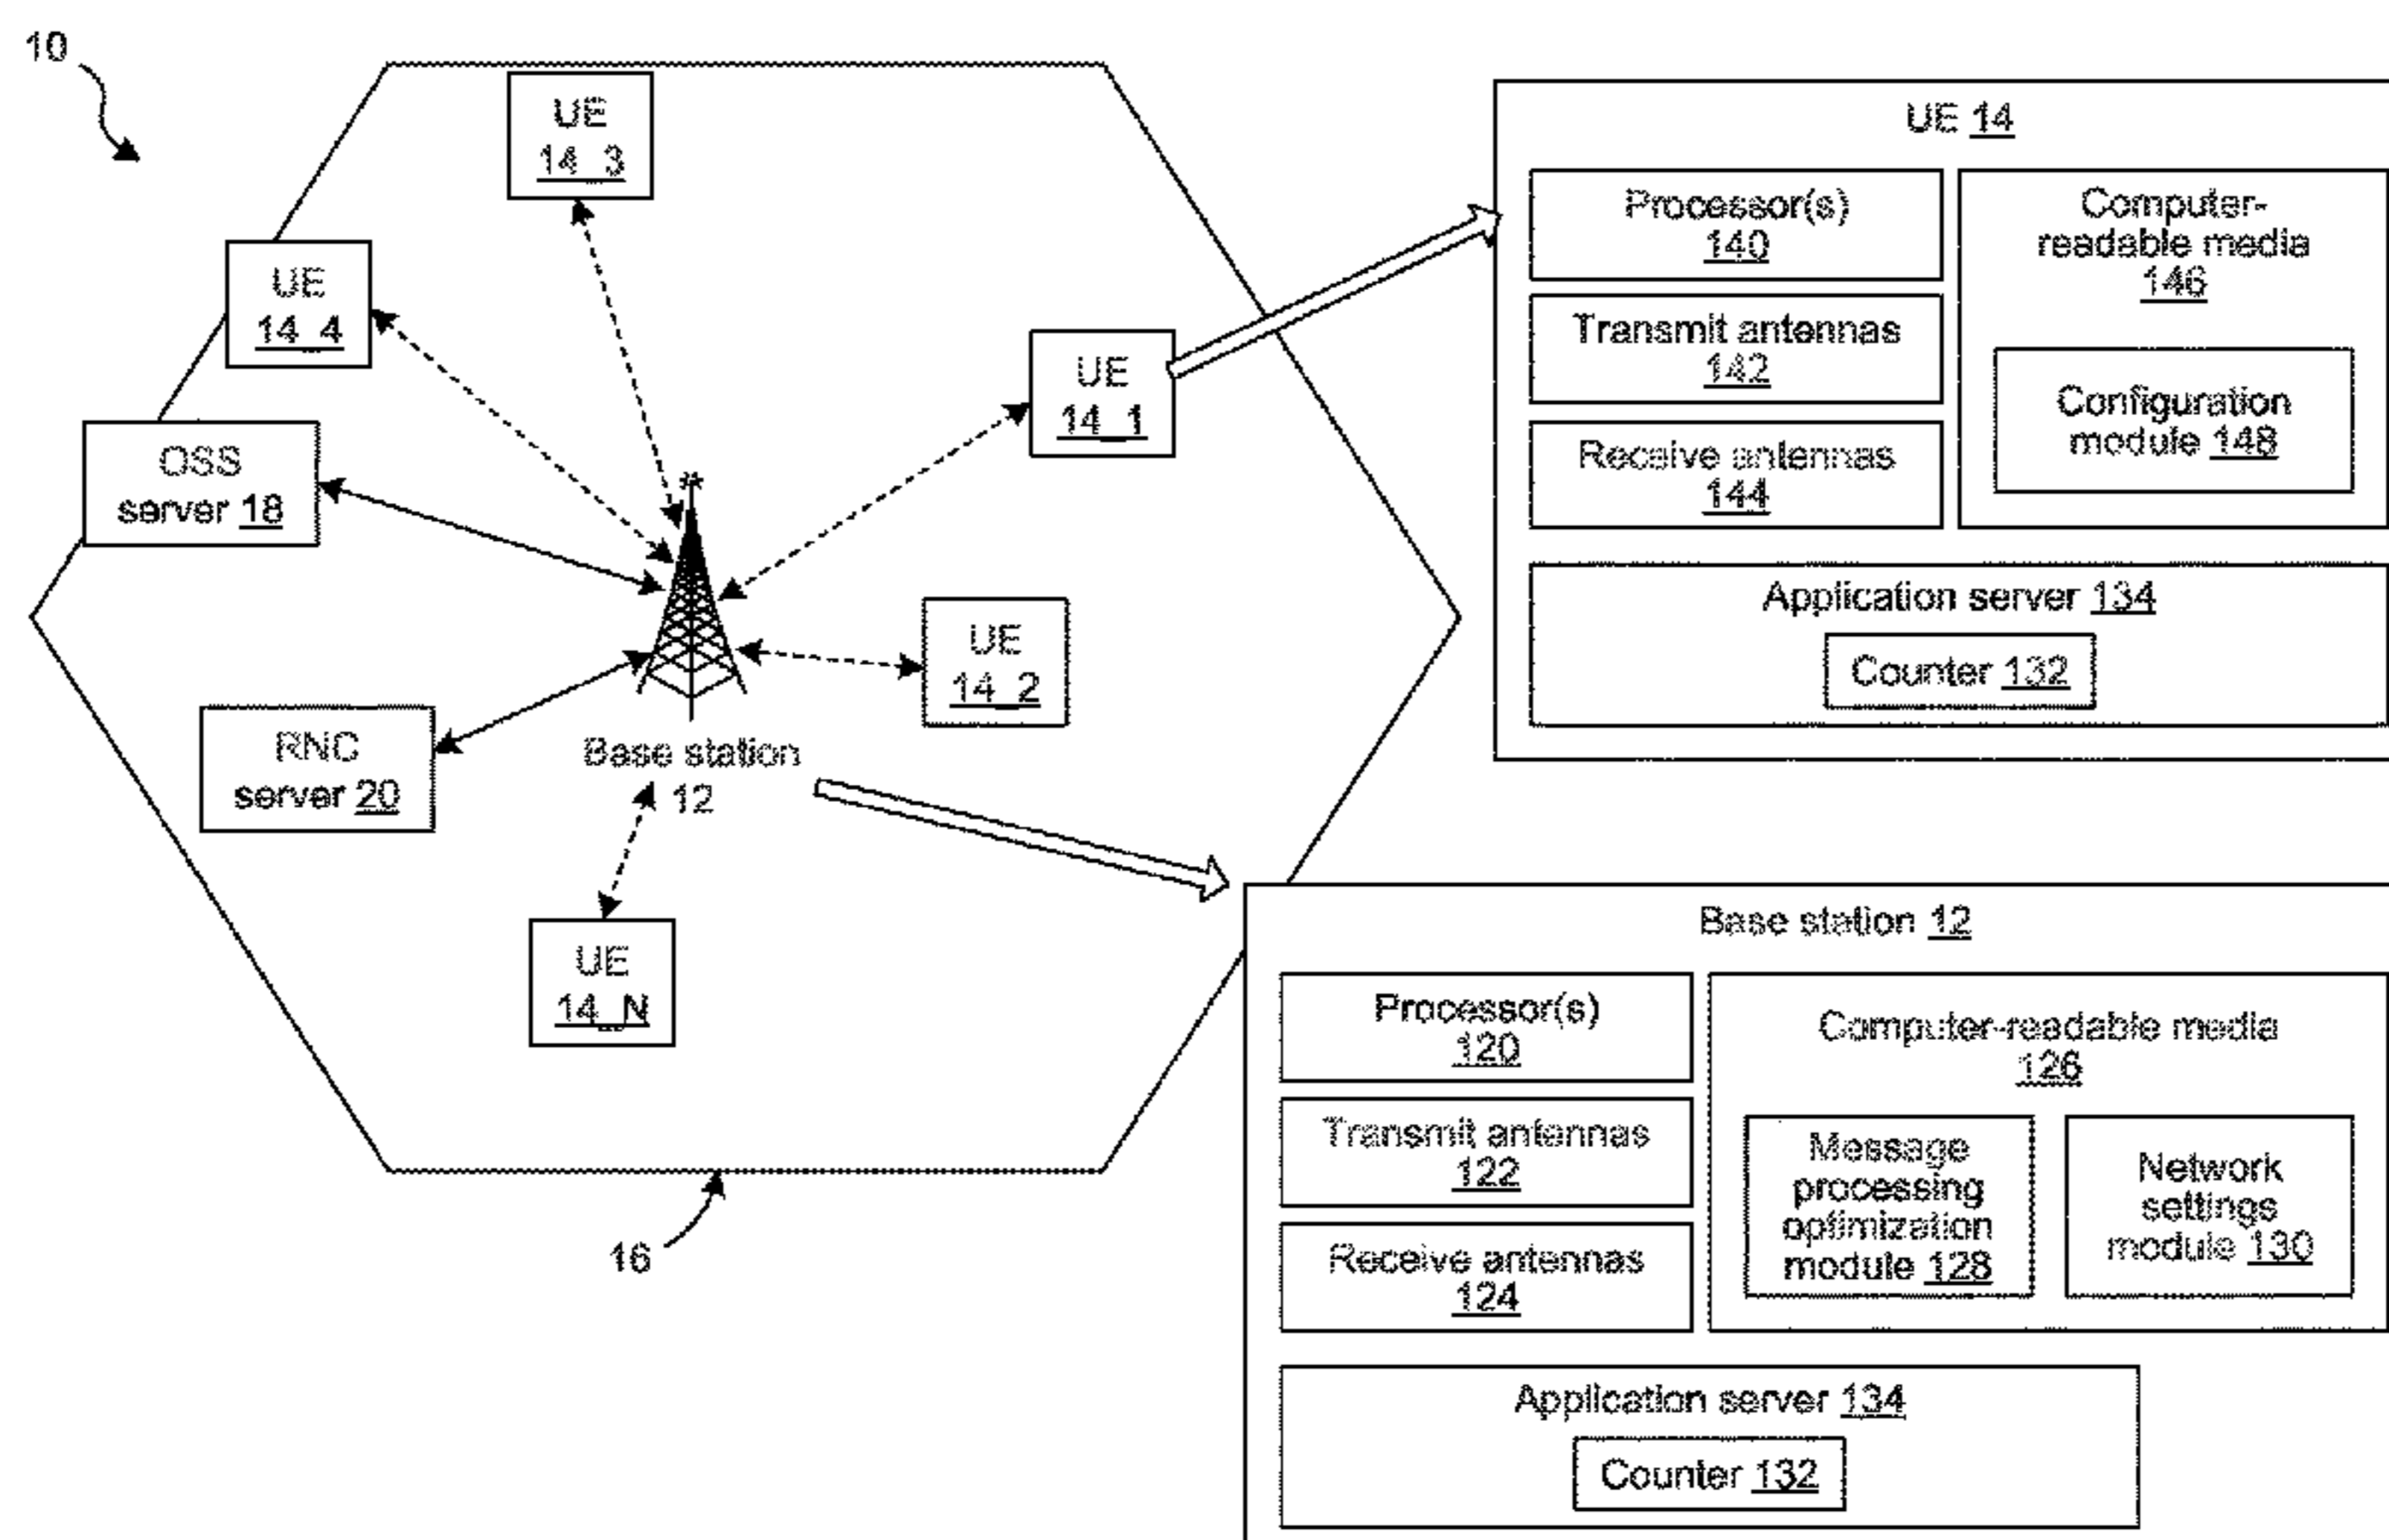 10
UE
14_3
UE
14_4
UE
14_1
OSS
server 18
UE
14_2
RNC
server 20
Base station
12
UE
14_N
16
UE 14
Processor(s)
140
Transmit antennas
142
Receive antennas
144
Computer-
readable media
146
Configuration
module 148
Application server 134
Counter 132
Base station 12
Processor(s)
120
Transmit antennas
122
Receive antennas
124
Computer-readable media
126
Message
processing
optimization
module 128
Network
settings
module 130
Application server 134
Counter 132